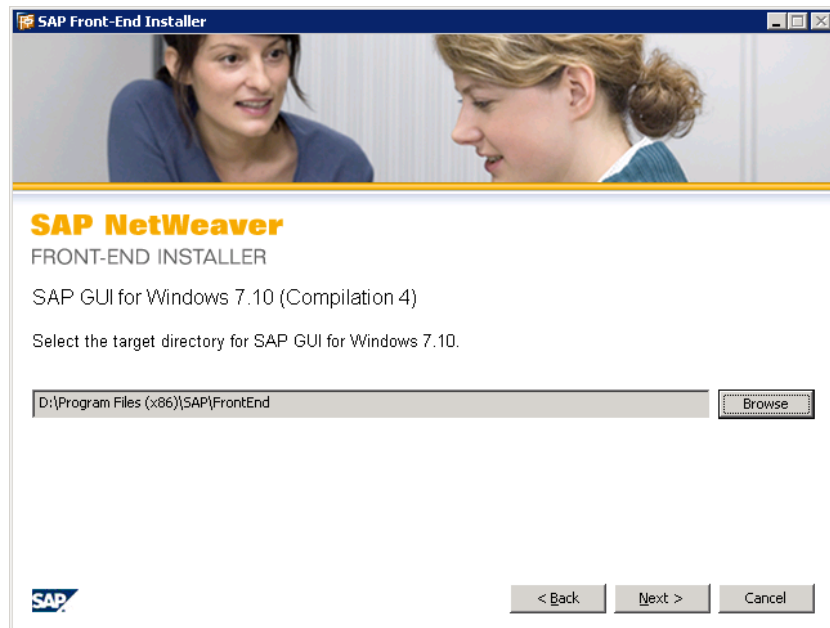 SAP Front-End Installer
SAP NetWeaver
FRONT-END INSTALLER
SAP GUI for Windows 7.10 (Compilation 4)
Select the target directory for SAP GUI for Windows 7.10.
D:\Program Files (x86)\SAP\FrontEnd Browse
SAP < Back Next > Cancel